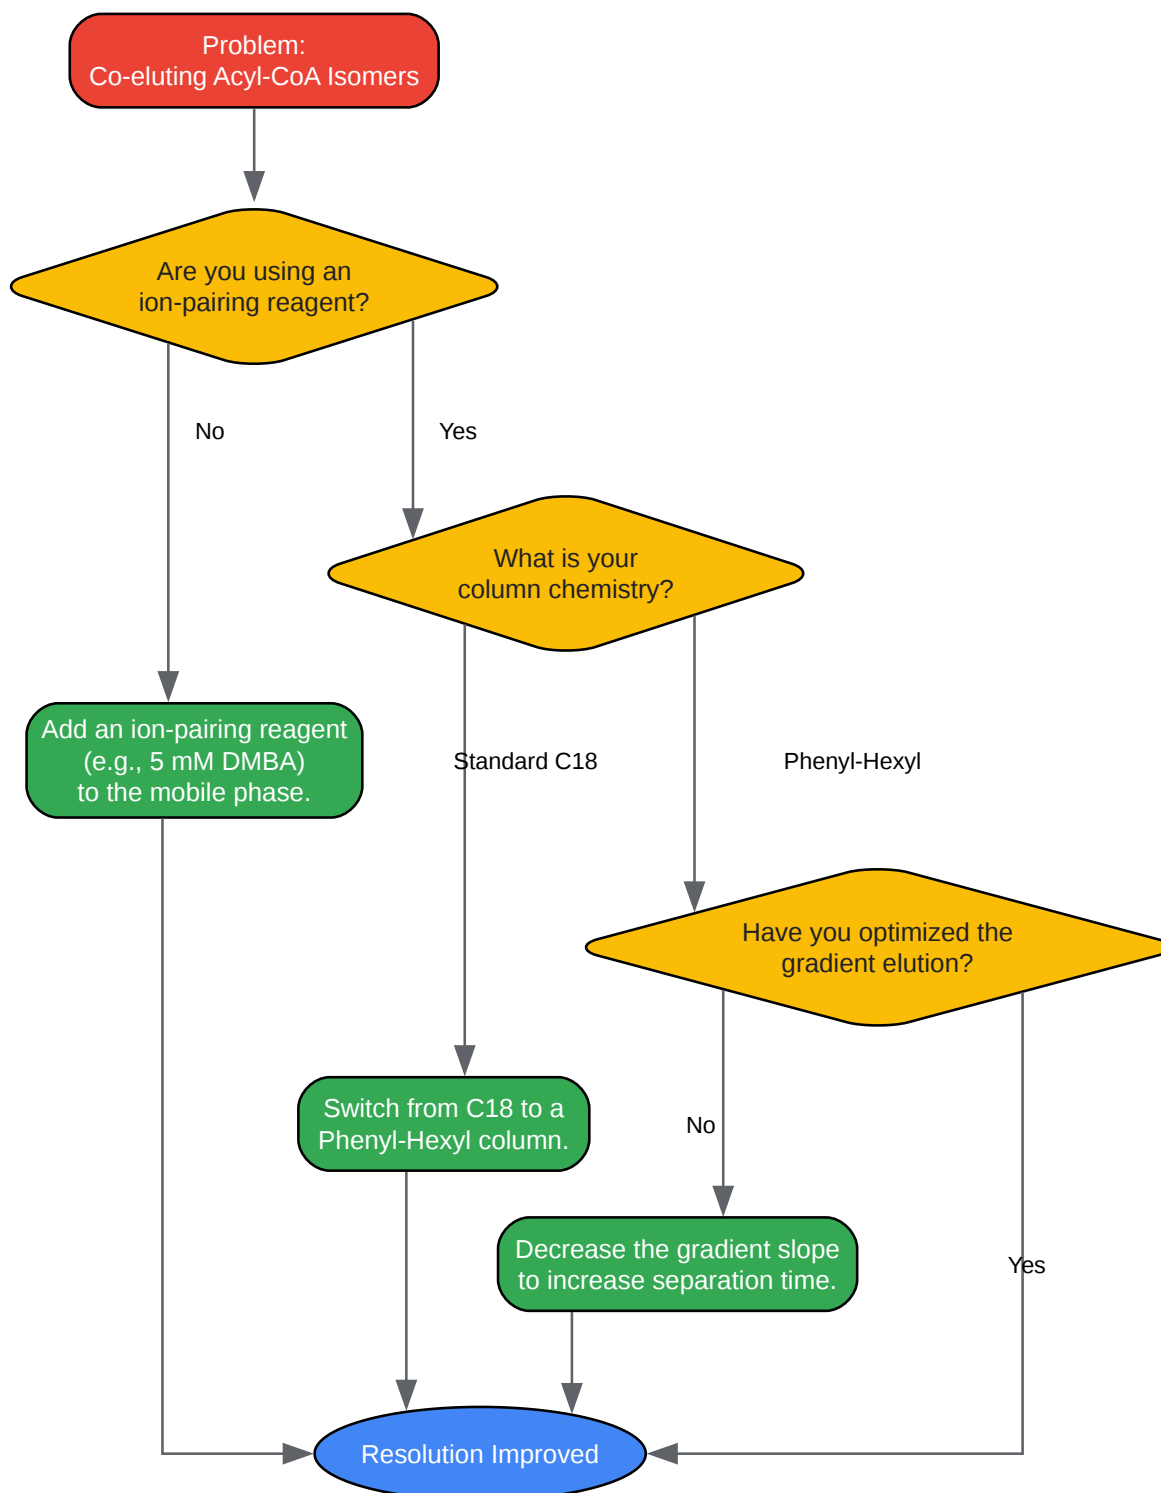 Problem:
Co-eluting Acyl-CoA Isomers
Are you using an
ion-pairing reagent?
No
Yes
What is your
column chemistry?
Add an ion-pairing reagent
(e.g., 5 mM DMBA)
to the mobile phase.
Standard C18
Phenyl-Hexyl
Have you optimized the
gradient elution?
Switch from C18 to a
Phenyl-Hexyl column.
No
Decrease the gradient slope
to increase separation time.
Yes
Resolution Improved